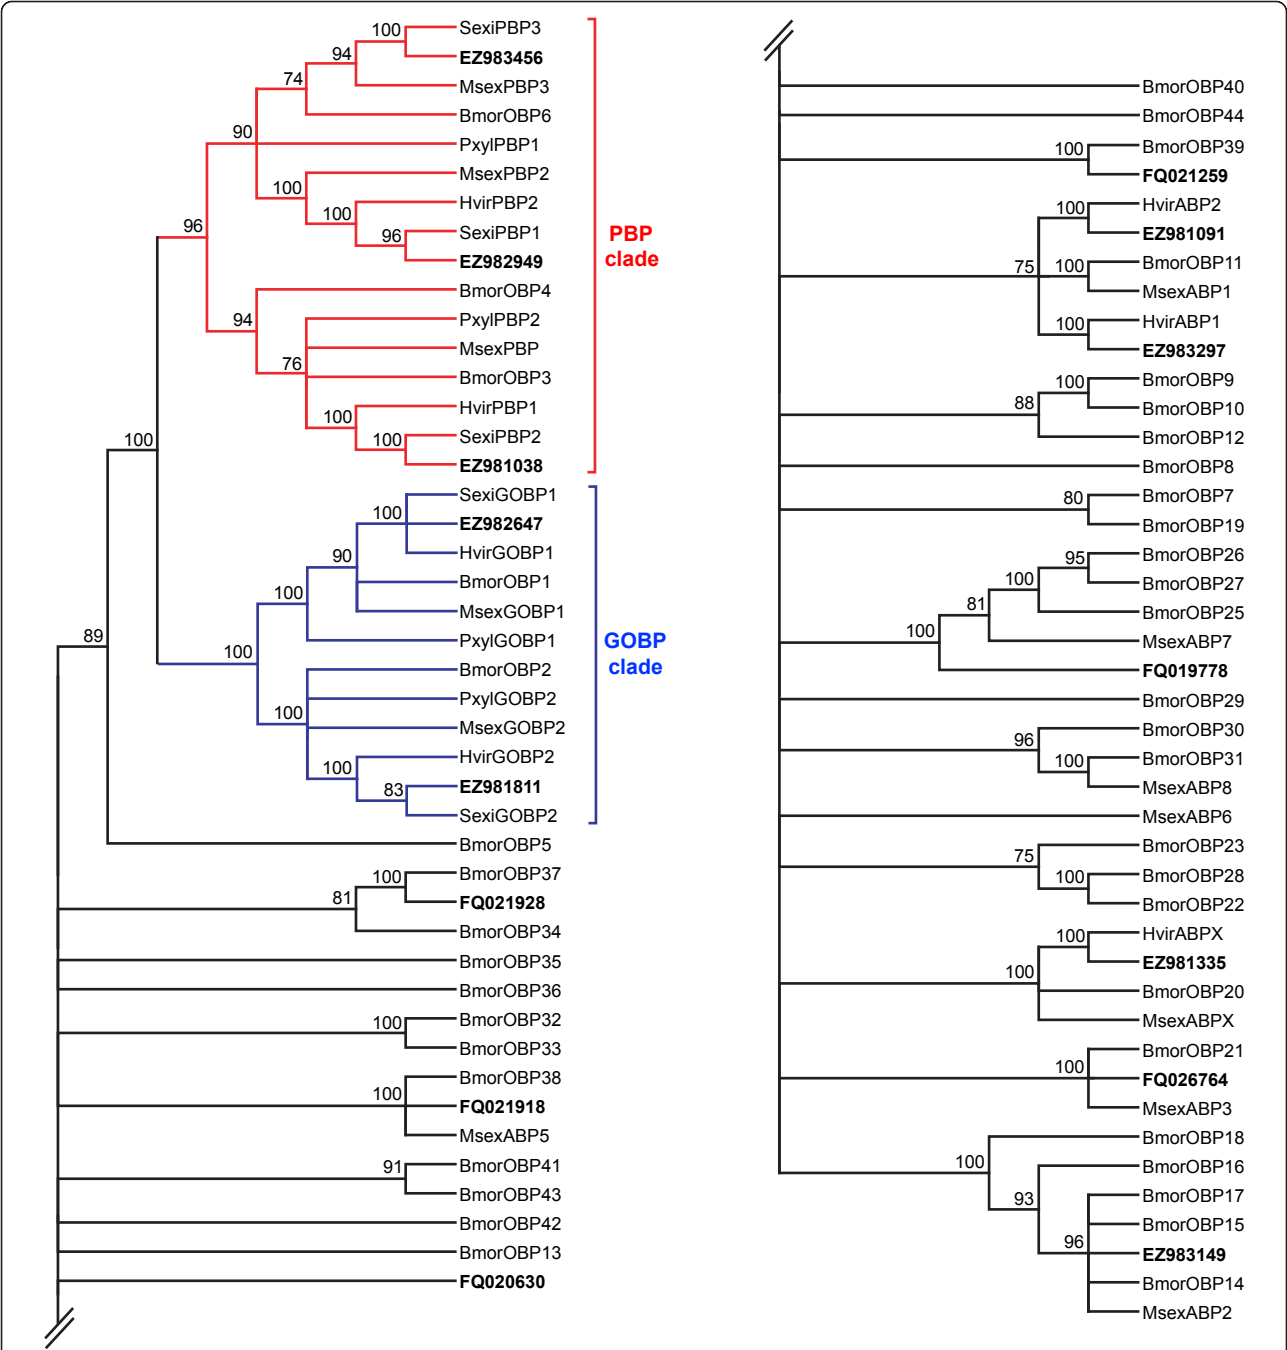 100
SexiPBP3
94
EZ983456
74
MsexPBP3
BmorOBP6
90
PxylPBP1
100
MsexPBP2
100
HvirPBP2
96
96
SexiPBP1
EZ982949
PBP
clade
94
BmorOBP4
PxylPBP2
76
MsexPBP
BmorOBP3
100
HvirPBP1
100
100
SexiPBP2
EZ981038
100
SexiGOBP1
EZ982647
90
HvirGOBP1
100
BmorOBP1
MsexGOBP1
89
100
PxylGOBP1
GOBP
clade
BmorOBP2
PxylGOBP2
100
MsexGOBP2
100
HvirGOBP2
83
EZ981811
SexiGOBP2
BmorOBP5
100
BmorOBP37
81
FQ021928
BmorOBP34
BmorOBP35
BmorOBP36
100
BmorOBP32
BmorOBP33
BmorOBP38
100
FQ021918
MsexABP5
91
BmorOBP41
BmorOBP43
BmorOBP42
BmorOBP13
FQ020630
BmorOBP40
BmorOBP44
100
BmorOBP39
FQ021259
100
HvirABP2
EZ981091
75
100
BmorOBP11
MsexABP1
100
HvirABP1
EZ983297
100
BmorOBP9
88
BmorOBP10
BmorOBP12
BmorOBP8
80
BmorOBP7
BmorOBP19
95
BmorOBP26
100
BmorOBP27
81
BmorOBP25
100
MsexABP7
FQ019778
BmorOBP29
96
BmorOBP30
100
BmorOBP31
MsexABP8
MsexABP6
75
BmorOBP23
100
BmorOBP28
BmorOBP22
100
HvirABPX
100
EZ981335
BmorOBP20
MsexABPX
BmorOBP21
100
FQ026764
MsexABP3
BmorOBP18
100
BmorOBP16
93
BmorOBP17
BmorOBP15
96
EZ983149
BmorOBP14
MsexABP2